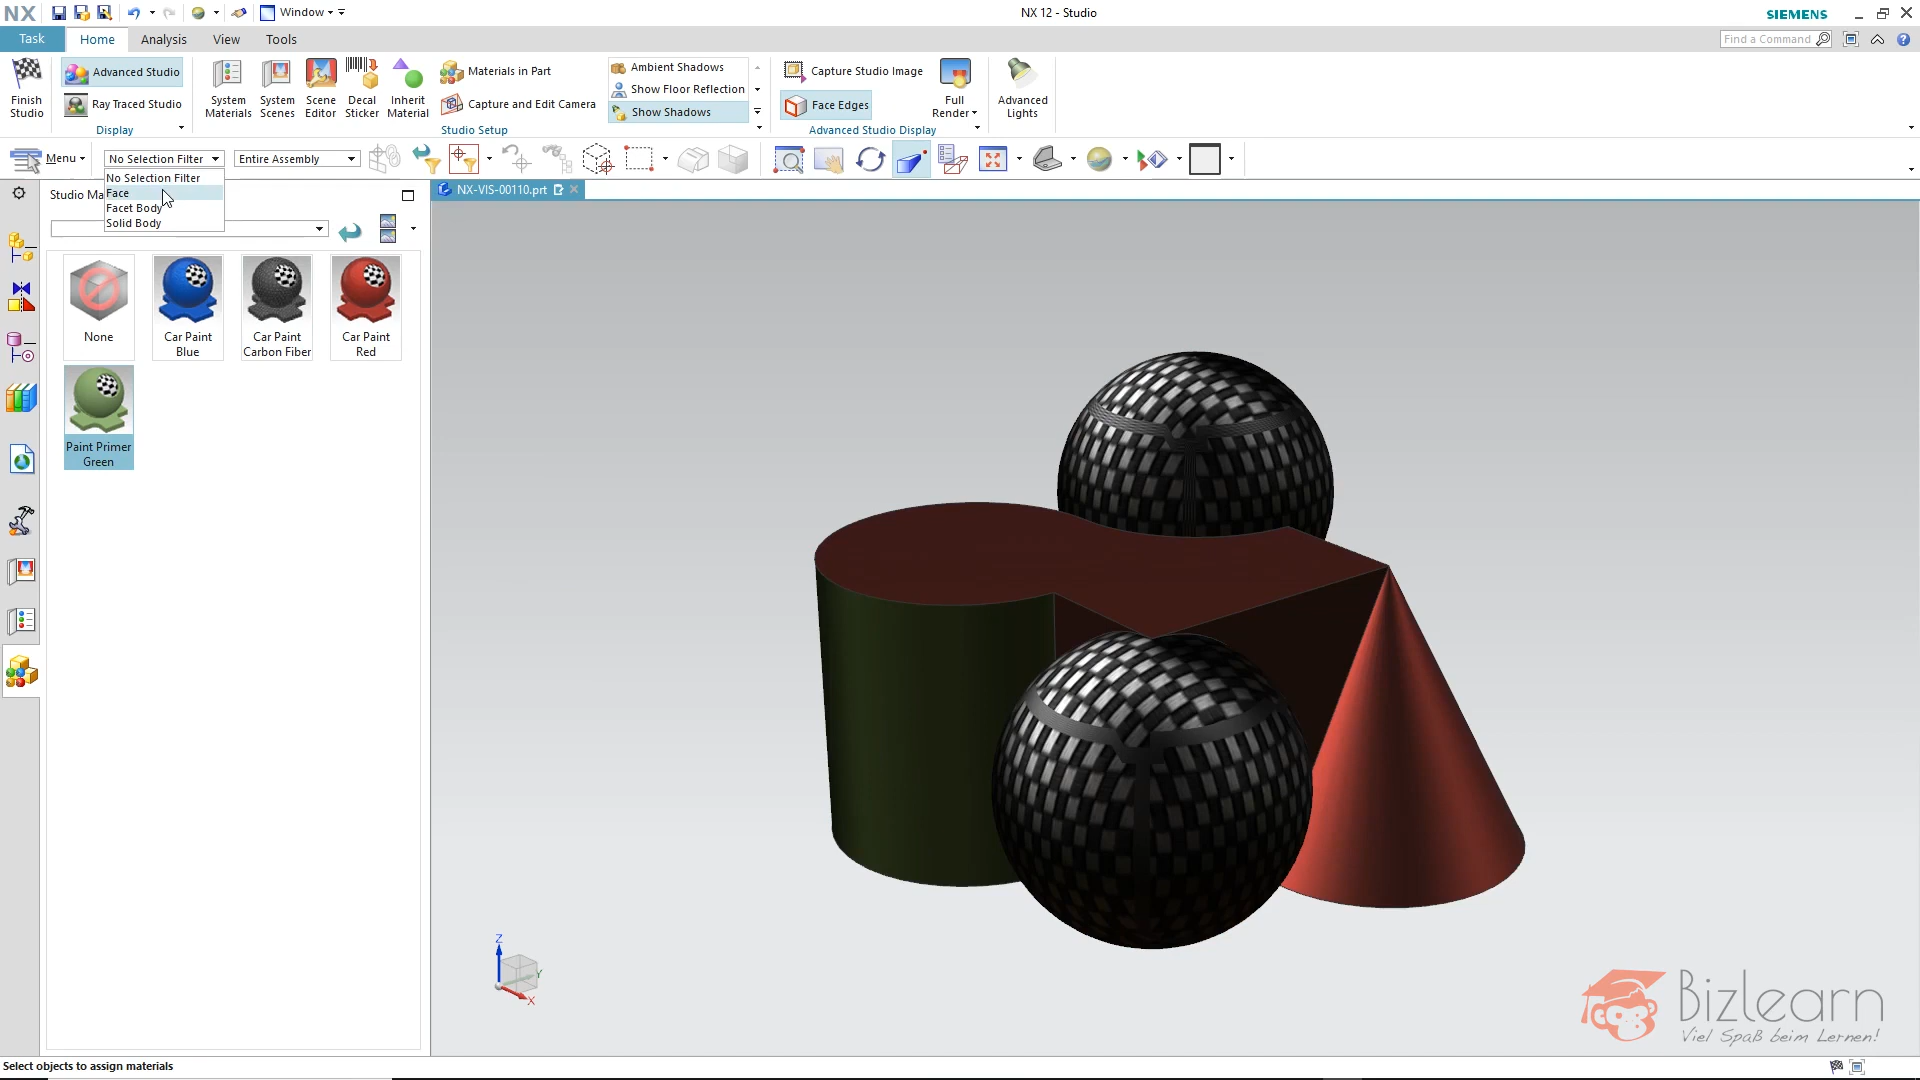 NX
Window
NX 12 - Studio
SIEMENS
Task
Home
Analysis
View
Tools
Find a Command
Finish
Studio
Advanced Studio
Ray Traced Studio
Display
System
Materials
System
Scenes
Scene
Editor
Decal
Sticker
Inherit
Material
Materials in Part
Capture and Edit Camera
Studio Setup
Ambient Shadows
Show Floor Reflection
Show Shadows
Capture Studio Image
Face Edges
Full
Render
Advanced Studio Display
Advanced
Lights
Menu
No Selection Filter
Entire Assembly
No Selection Filter
Face
Facet Body
Solid Body
Studio Ma
NX-VIS-00110.prt
None
Car Paint
Blue
Car Paint
Carbon Fiber
Car Paint
Red
Paint Primer
Green
Z
Y
X
Bizlearn
Viel Spaß beim Lernen!
Select objects to assign materials